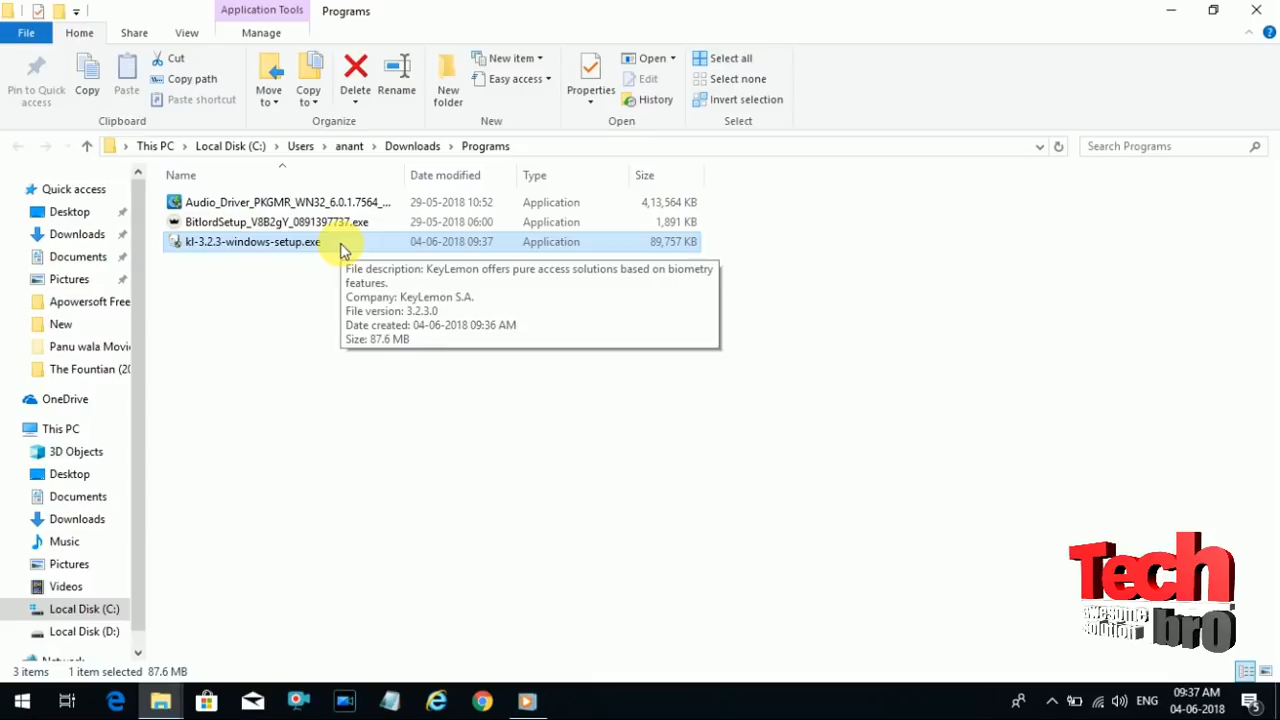 Application Tools Programs
File Home Share View Manage
Pin to Quick access
Copy
Paste
Cut
Copy path
Paste shortcut
Clipboard
Move to
Copy to
Delete
Rename
Organize
New folder
New item
Easy access
New
Properties
Open
Edit
History
Open
Select all
Select none
Invert selection
Select
This PC Local Disk (C:) Users anant Downloads Programs
Search Programs
Name Date modified Type Size
Audio_Driver_PKGMR_WN32_6.0.1.7564_... 29-05-2018 10:52 Application 4,13,564 KB
BitlordSetup_V8B2gY_0891397737.exe 29-05-2018 06:00 Application 1,891 KB
kl-3.2.3-windows-setup.exe 04-06-2018 09:37 Application 89,757 KB
File description: KeyLemon offers pure access solutions based on biometry
features.
Company: KeyLemon S.A.
File version: 3.2.3.0
Date created: 04-06-2018 09:36 AM
Size: 87.6 MB
Quick access
Desktop
Downloads
Documents
Pictures
Apowersoft Free
New
Panu wala Movi
The Fountian (20
OneDrive
This PC
3D Objects
Desktop
Documents
Downloads
Music
Pictures
Videos
Local Disk (C:)
Local Disk (D:)
3 items 1 item selected 87.6 MB
Tech
awesome
solution
brO
ENG
09:37 AM
04-06-2018
5